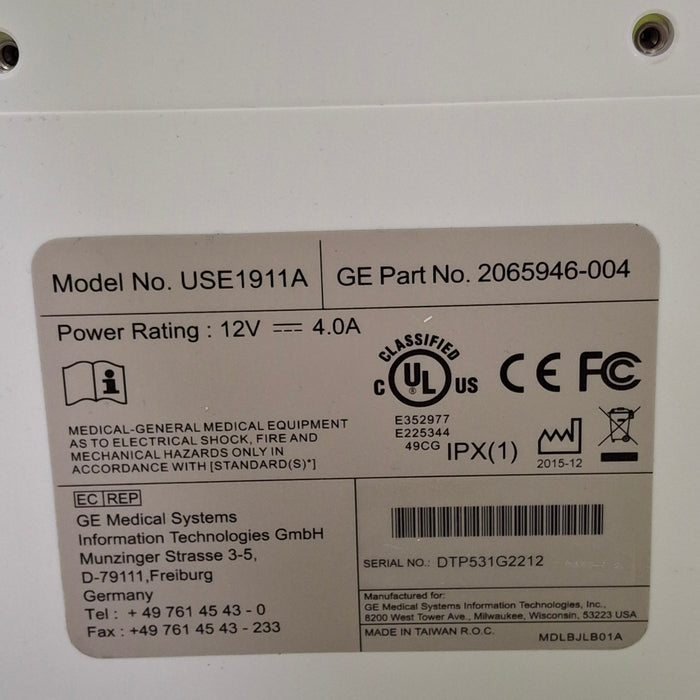 Model No. USE1911A
GE Part No. 2065946-004
Power Rating : 12V ⎓ 4.0A
CLASSIFIED
C UL ® US
CE FC
E352977
E225344
49CG
IPX(1)
2015-12
MEDICAL-GENERAL MEDICAL EQUIPMENT
AS TO ELECTRICAL SHOCK, FIRE AND
MECHANICAL HAZARDS ONLY IN
ACCORDANCE WITH [STANDARD(S)*]
EC REP
GE Medical Systems
Information Technologies GmbH
Munzinger Strasse 3-5,
D-79111,Freiburg
Germany
Tel : + 49 761 45 43 - 0
Fax : +49 761 45 43 - 233
SERIAL NO.: DTP531G2212
Manufactured for:
GE Medical Systems Information Technologies, Inc.,
8200 West Tower Ave., Milwaukee, Wisconsin, 53223 USA
MADE IN TAIWAN R.O.C.
MDLBJLB01A